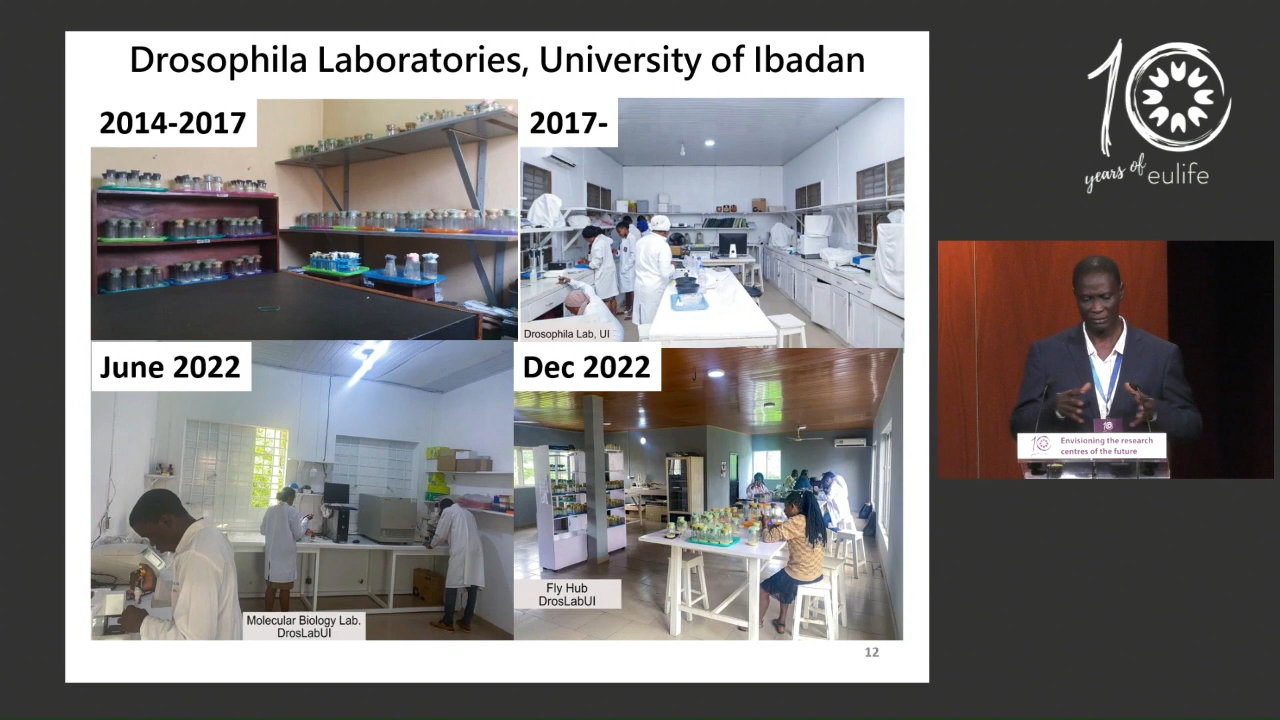 Drosophila Laboratories, University of Ibadan
2014-2017
2017-
Drosophila Lab, UI
June 2022
Dec 2022
Molecular Biology Lab.
DrosLabUI
Fly Hub
DrosLabUI
12
10
years of eulife
10
Envisioning the research
centres of the future